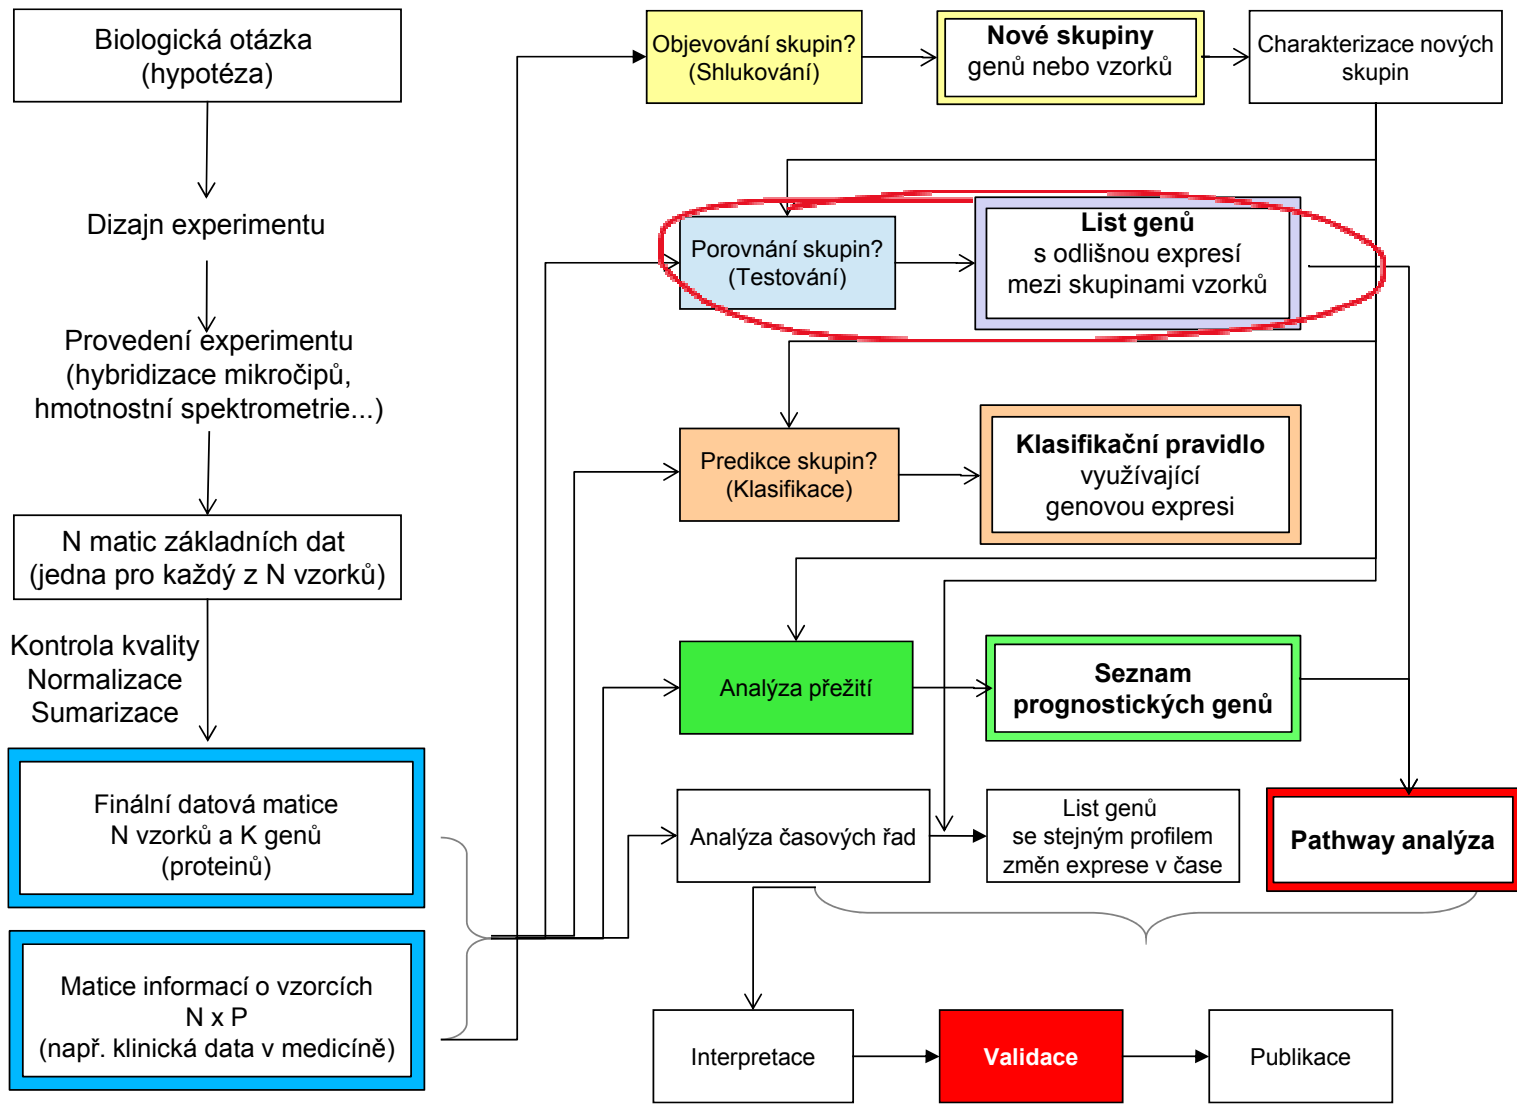 Biologická otázka
(hypotéza)
Dizajn experimentu
Provedení experimentu
(hybridizace mikročipů,
hmotnostní spektrometrie...)
N matic základních dat
(jedna pro každý z N vzorků)
Kontrola kvality
Normalizace
Sumarizace
Finální datová matice
N vzorků a K genů
(proteinů)
Matice informací o vzorcích
N x P
(např. klinická data v medicíně)
Objevování skupin?
(Shlukování)
Nové skupiny
genů nebo vzorků
Charakterizace nových
skupin
Porovnání skupin?
(Testování)
List genů
s odlišnou expresí
mezi skupinami vzorků
Predikce skupin?
(Klasifikace)
Klasifikační pravidlo
využívající
genovou expresi
Analýza přežití
Seznam
prognostických genů
Analýza časových řad
List genů
se stejným profilem
změn exprese v čase
Pathway analýza
Interpretace
Validace
Publikace